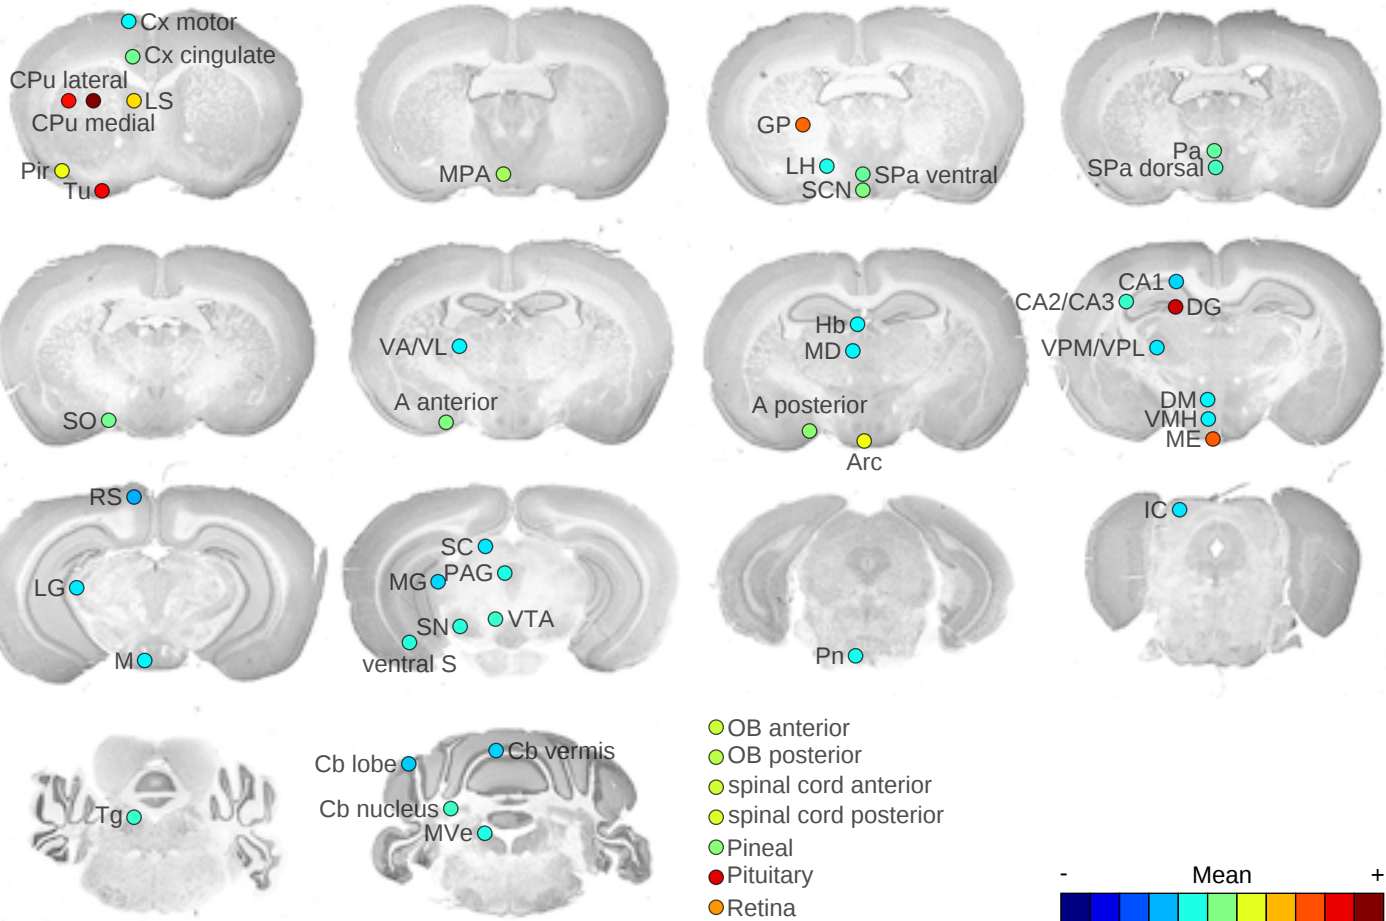 Cx motor
Cx cingulate
CPu lateral
LS
CPu medial
Pir
Tu
MPA
GP
LH
SPa ventral
SCN
Pa
SPa dorsal
SO
VA/VL
A anterior
Hb
MD
A posterior
Arc
CA1
CA2/CA3
DG
VPM/VPL
DM
VMH
ME
RS
LG
M
SC
MG
PAG
SN
VTA
ventral S
Pn
IC
Tg
Cb lobe
Cb vermis
Cb nucleus
MVe
OB anterior
OB posterior
spinal cord anterior
spinal cord posterior
Pineal
Pituitary
Retina
- Mean +